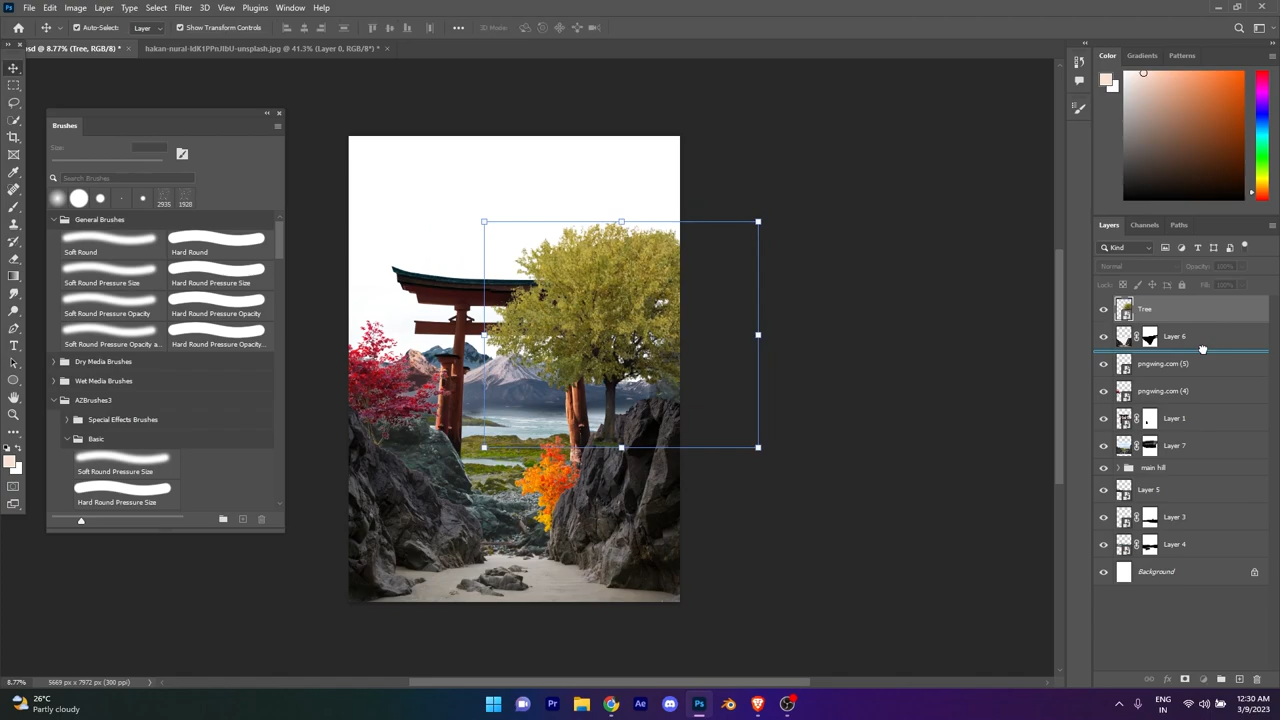 Ps File Edit Image Layer Type Select Filter 3D View Plugins Window Help
Auto-Select: Layer Show Transform Controls 3D Mode:
sd @ 8.77% (Tree, RGB/8) * hakan-nural-IdK1PPnJIbU-unsplash.jpg @ 41.3% (Layer 0, RGB/8*) *
Color Gradients Patterns
Brushes
Size:
Search Brushes
2935 1928
General Brushes
Soft Round Hard Round
Soft Round Pressure Size Hard Round Pressure Size
Soft Round Pressure Opacity Hard Round Pressure Opacity
Soft Round Pressure Opacity a... Hard Round Pressure Opacity...
Dry Media Brushes
Wet Media Brushes
AZBrushes3
Special Effects Brushes
Basic
Soft Round Pressure Size
Hard Round Pressure Size
Layers Channels Paths
Kind
Normal Opacity: 100%
Lock: Fill: 100%
Tree
Layer 6
pngwing.com (5)
pngwing.com (4)
Layer 1
Layer 7
main hill
Layer 5
Layer 3
Layer 4
Background
8.77% 5669 px x 7972 px (300 ppi)
26°C
Partly cloudy
Pr Ae Ps
ENG
IN
12:30 AM
3/9/2023